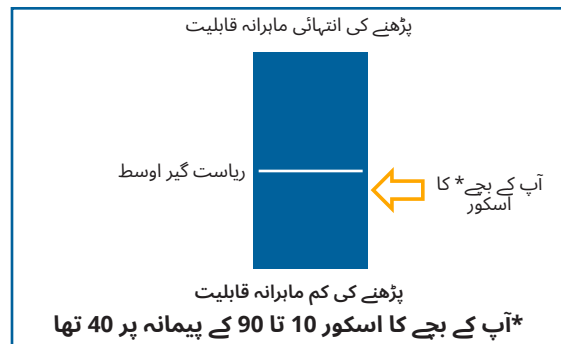 پڑھنے کی انتہائی ماہرانہ قابلیت
ریاست گیر اوسط
آپ کے بچے* کا
اسکور
پڑھنے کی کم ماہرانہ قابلیت
*آپ کے بچے کا اسکور 10 تا 90 کے پیمانہ پر 40 تھا